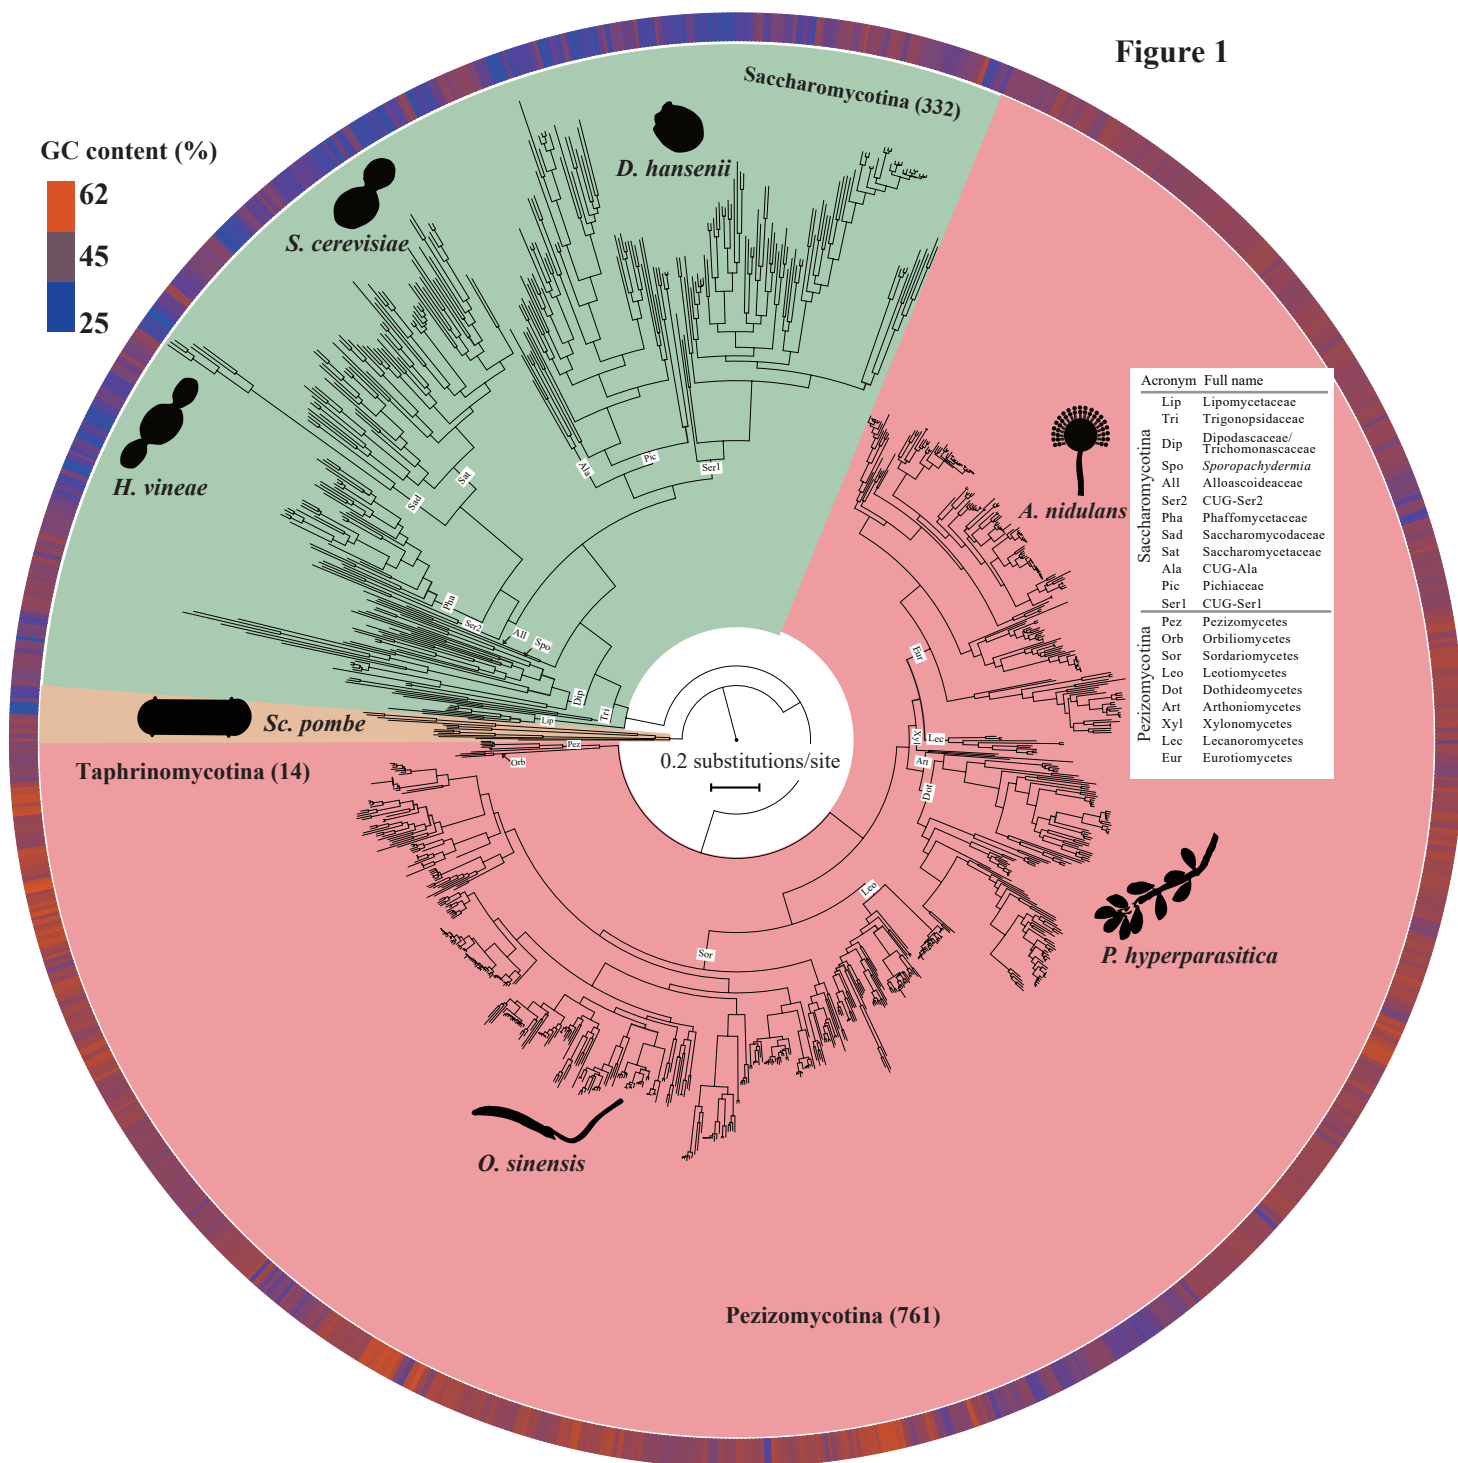 Figure 1
Saccharomycotina (332)
GC content (%)
62
45
25
D. hansenii
S. cerevisiae
H. vineae
Sc. pombe
Taphrinomycotina (14)
A. nidulans
P. hyperparasitica
O. sinensis
Pezizomycotina (761)
0.2 substitutions/site
Ala
Pic
Ser1
Sat
Sad
Pha
Ser2
All
Spo
Dip
Tri
Lip
Pez
Orb
Eur
Xyl
Lec
Art
Dot
Leo
Sor
Acronym Full name
Saccharomycotina
Lip Lipomycetaceae
Tri Trigonopsidaceae
Dip Dipodascaceae/
Trichomonascaceae
Spo Sporopachydermia
All Alloascoideaceae
Ser2 CUG-Ser2
Pha Phaffomycetaceae
Sad Saccharomycodaceae
Sat Saccharomycetaceae
Ala CUG-Ala
Pic Pichiaceae
Ser1 CUG-Ser1
Pezizomycotina
Pez Pezizomycetes
Orb Orbiliomycetes
Sor Sordariomycetes
Leo Leotiomycetes
Dot Dothideomycetes
Art Arthoniomycetes
Xyl Xylonomycetes
Lec Lecanoromycetes
Eur Eurotiomycetes